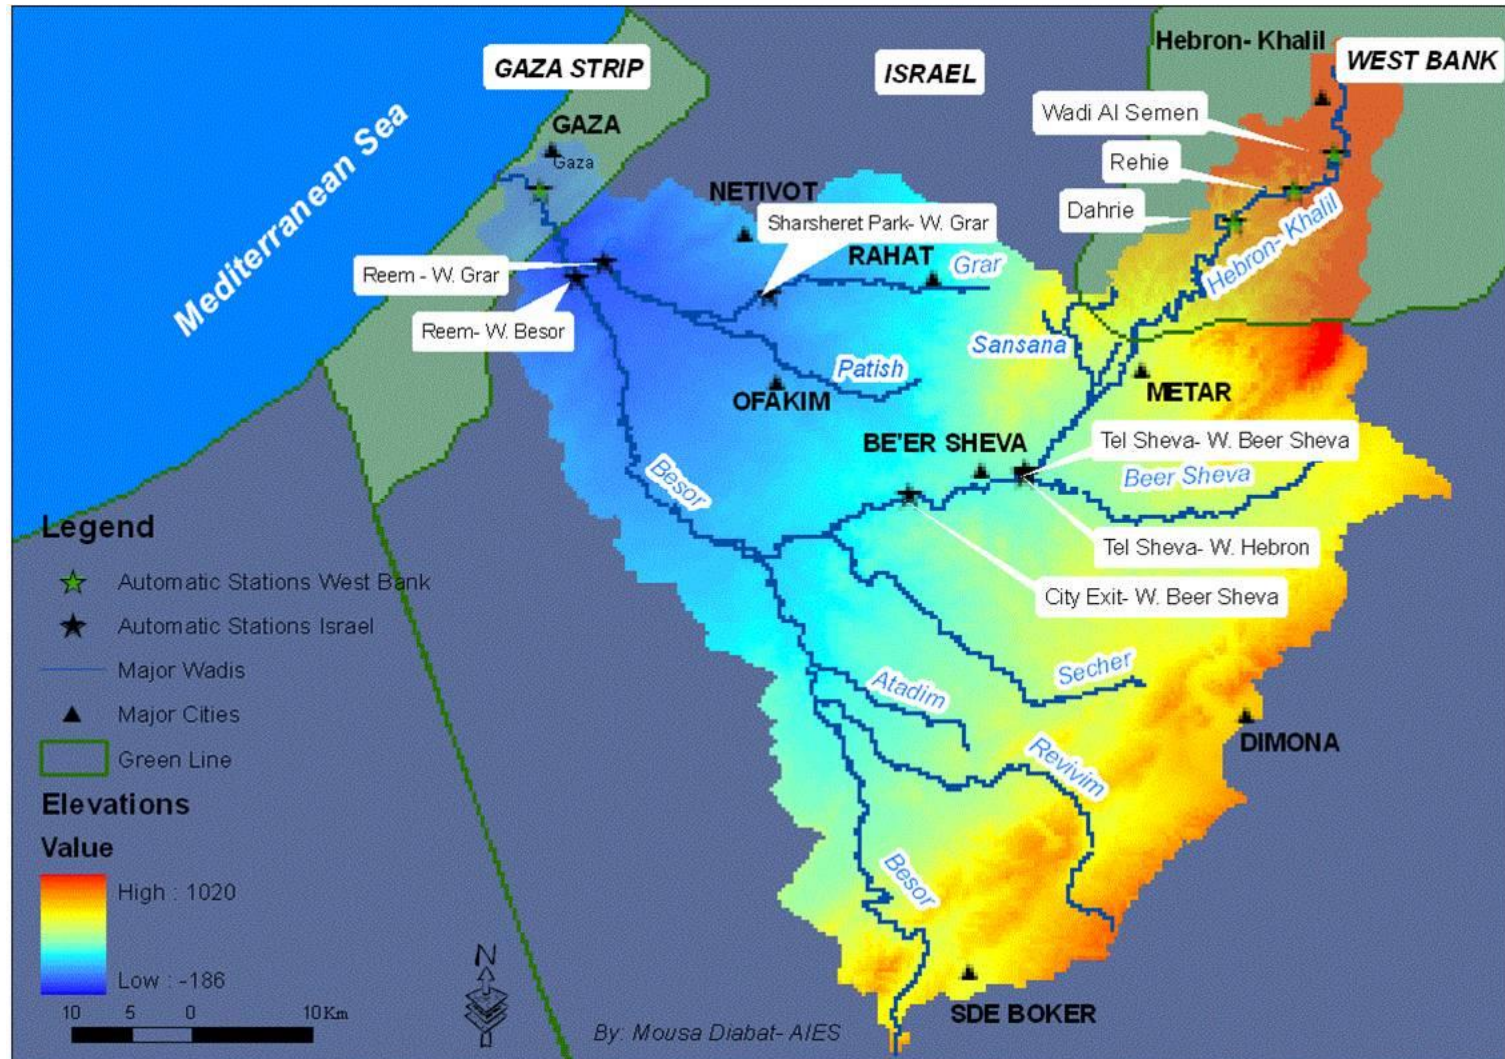 Hebron- Khalil
GAZA STRIP
ISRAEL
WEST BANK
Wadi Al Semen
Mediterranean Sea
GAZA
Gaza
Rehie
NETIVOT
Dahrie
Sharsheret Park- W. Grar
RAHAT
Grar
Hebron- Khalil
Reem - W. Grar
Reem- W. Besor
Sansana
Patish
OFAKIM
METAR
BE'ER SHEVA
Tel Sheva- W. Beer Sheva
Beer Sheva
Besor
Tel Sheva- W. Hebron
City Exit- W. Beer Sheva
Secher
Atadim
DIMONA
Revivim
Besor
SDE BOKER
Legend
Automatic Stations West Bank
Automatic Stations Israel
Major Wadis
Major Cities
Green Line
Elevations
Value
High : 1020
Low : -186
10 5 0 10 Km
N
By: Mousa Diabat- AIES